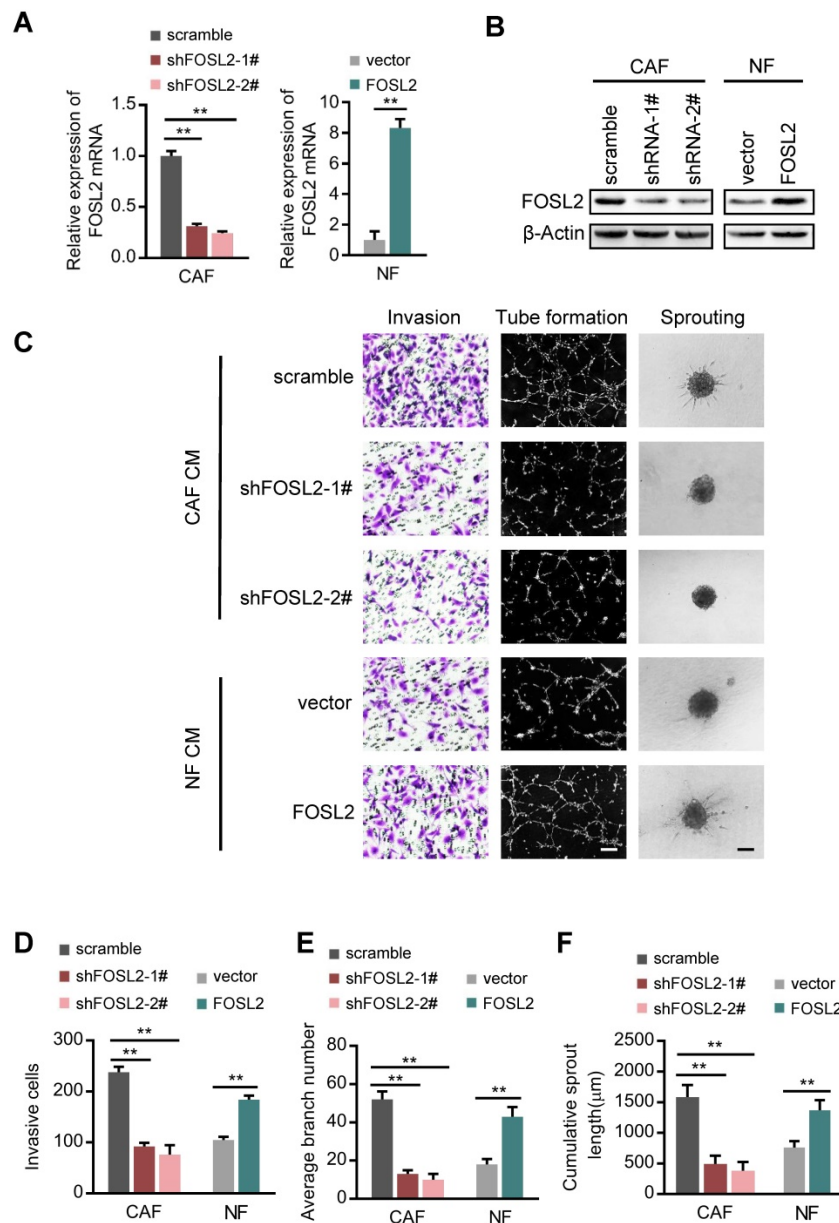 A
scramble
shFOSL2-1#
shFOSL2-2#
Relative expression of
FOSL2 mRNA
1.5
1.0
0.5
0.0
**
**
CAF
vector
FOSL2
Relative expression of
FOSL2 mRNA
10
8
6
4
2
0
**
NF
B
CAF
NF
scramble
shRNA-1#
shRNA-2#
vector
FOSL2
FOSL2
β-Actin
C
Invasion
Tube formation
Sprouting
CAF CM
scramble
shFOSL2-1#
shFOSL2-2#
NF CM
vector
FOSL2
D
scramble
shFOSL2-1#
vector
shFOSL2-2#
FOSL2
Invasive cells
300
200
100
0
**
**
**
CAF
NF
E
scramble
shFOSL2-1#
vector
shFOSL2-2#
FOSL2
Average branch number
80
60
40
20
0
**
**
**
CAF
NF
F
scramble
shFOSL2-1#
vector
shFOSL2-2#
FOSL2
Cumulative sprout
length(μm)
2500
2000
1500
1000
500
0
**
**
**
CAF
NF